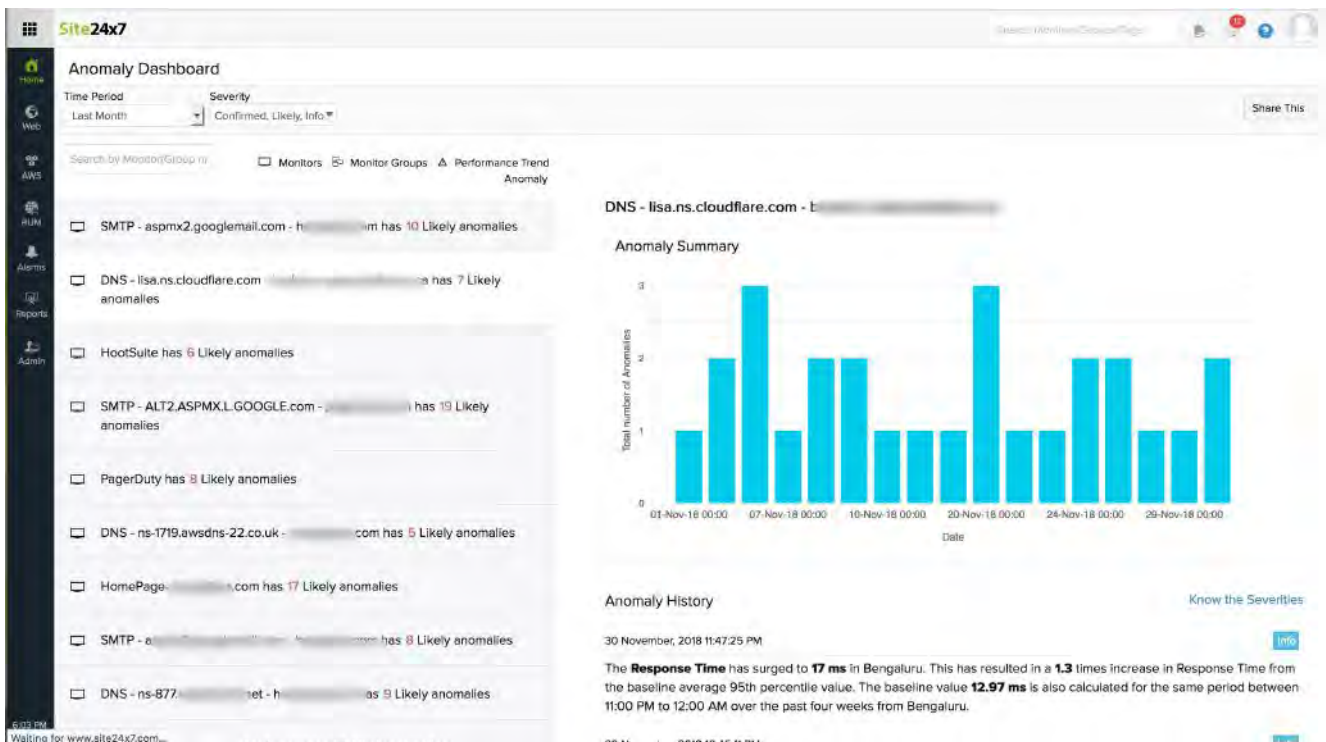 Site24x7
12
Home
Web
AWS
RUM
Alarms
Reports
Admin
6:03 PM
Anomaly Dashboard
Time Period
Severity
Last Month
Confirmed, Likely, Info
Share This
Search by Monitor/Group
Monitors
Monitor Groups
Performance Trend
Anomaly
SMTP - aspmx2.googlemail.com - h m has 10 Likely anomalies
DNS - lisa.ns.cloudflare.com a has 7 Likely
anomalies
HootSuite has 6 Likely anomalies
SMTP - ALT2.ASPMX.L.GOOGLE.com - has 19 Likely
anomalies
PagerDuty has 8 Likely anomalies
DNS - ns-1719.awsdns-22.co.uk - com has 5 Likely anomalies
HomePage- .com has 17 Likely anomalies
SMTP - a has 8 Likely anomalies
DNS - ns-877. net - h as 9 Likely anomalies
Waiting for www.site24x7.com...
DNS - lisa.ns.cloudflare.com - b
Anomaly Summary
Total number of Anomalies
3
2
1
0
01-Nov-18 00:00
07-Nov-18 00:00
10-Nov-18 00:00
20-Nov-18 00:00
24-Nov-18 00:00
29-Nov-18 00:00
Date
Anomaly History
Know the Severities
30 November, 2018 11:47:25 PM
Info
The Response Time has surged to 17 ms in Bengaluru. This has resulted in a 1.3 times increase in Response Time from
the baseline average 95th percentile value. The baseline value 12.97 ms is also calculated for the same period between
11:00 PM to 12:00 AM over the past four weeks from Bengaluru.